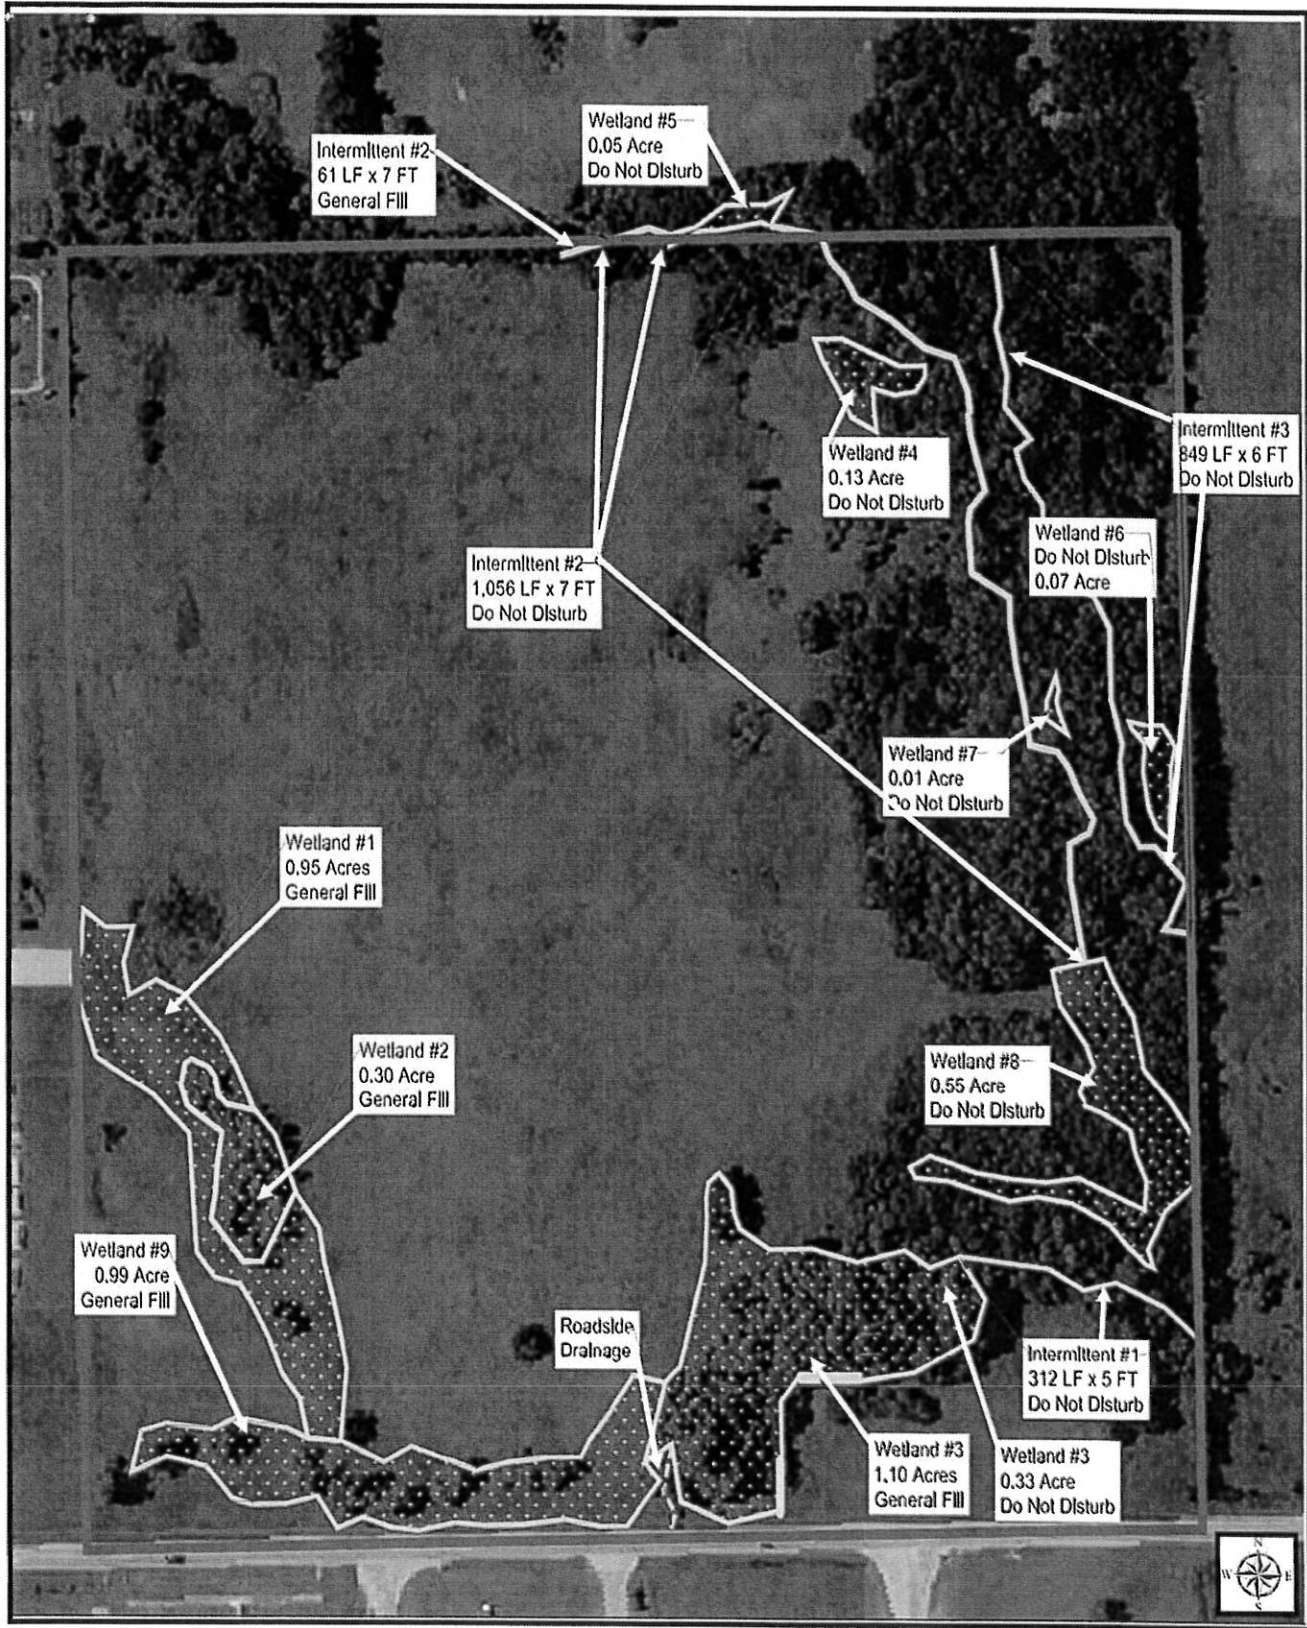 Wetland #5
0.05 Acre
Do Not Disturb
Intermittent #2
61 LF x 7 FT
General Fill
Intermittent #3
849 LF x 6 FT
Do Not Disturb
Wetland #4
0.13 Acre
Do Not Disturb
Wetland #6
Do Not Disturb
0.07 Acre
Intermittent #2
1,056 LF x 7 FT
Do Not Disturb
Wetland #7
0.01 Acre
Do Not Disturb
Wetland #1
0.95 Acres
General Fill
Wetland #2
0.30 Acre
General Fill
Wetland #8
0.55 Acre
Do Not Disturb
Wetland #9
0.99 Acre
General Fill
Roadside
Drainage
Intermittent #1
312 LF x 5 FT
Do Not Disturb
Wetland #3
1.10 Acres
General Fill
Wetland #3
0.33 Acre
Do Not Disturb
N
W E
S